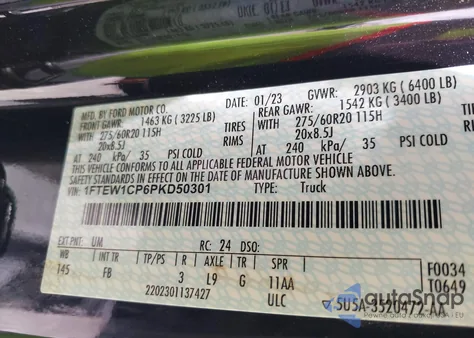 MFD. BY FORD MOTOR CO.
DATE: 01/23 GVWR: 2903 KG ( 6400 LB)
FRONT GAWR: 1463 KG ( 3225 LB) REAR GAWR: 1542 KG ( 3400 LB)
275/60R20 115H TIRES 275/60R20 115H
20x8.5J RIMS 20x8.5J
AT 240 kPa/ 35 PSI COLD AT 240 kPa/ 35 PSI COLD
THIS VEHICLE CONFORMS TO ALL APPLICABLE FEDERAL MOTOR VEHICLE
SAFETY STANDARDS IN EFFECT ON THE DATE OF MANUFACTURE SHOWN ABOVE.
VIN: 1FTEW1CP6PKD50301 TYPE: Truck
EXT PNT: UM RC: 24 DSO:
WB INT TR TP/PS R AXLE TR SPR F0034
145 FB 3 L9 G 11AA T0649
2202301137427 ULC 5U5A-3520472-AA
autoSnap